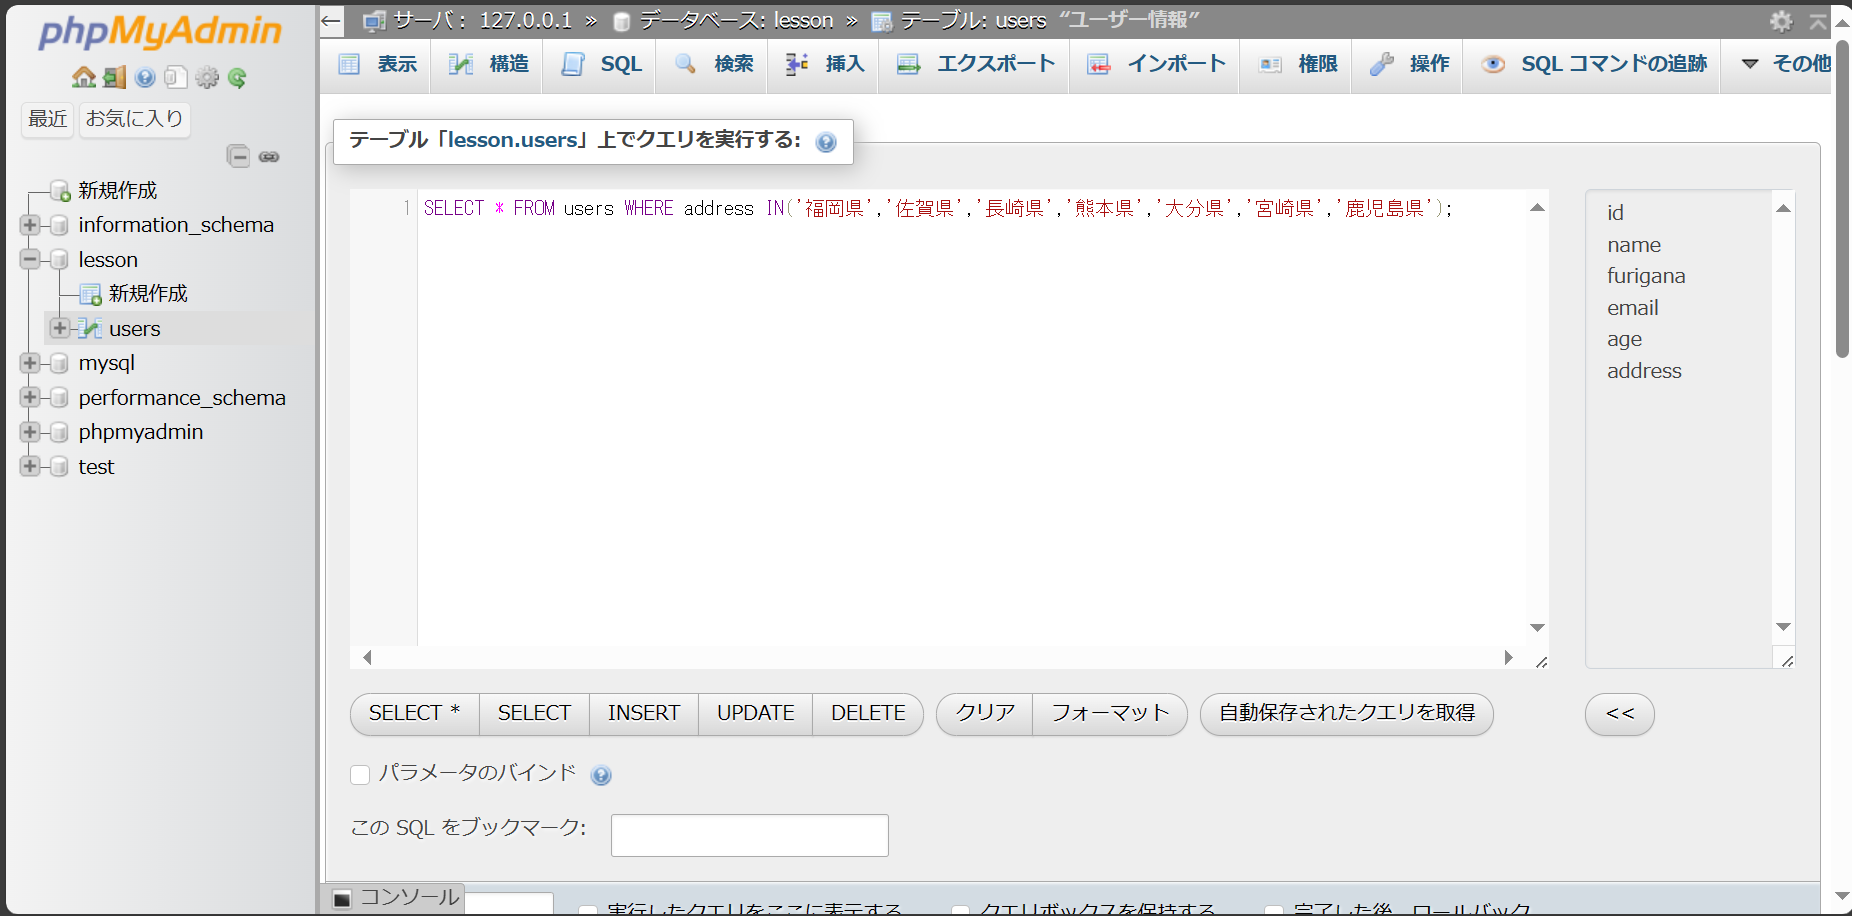 phpMyAdmin
最近 お気に入り
新規作成
information_schema
lesson
新規作成
users
mysql
performance_schema
phpmyadmin
test
サーバ： 127.0.0.1 » データベース: lesson » テーブル: users “ユーザー情報”
表示 構造 SQL 検索 挿入 エクスポート インポート 権限 操作 SQL コマンドの追跡 その他
テーブル「lesson.users」上でクエリを実行する:
1 SELECT * FROM users WHERE address IN('福岡県','佐賀県','長崎県','熊本県','大分県','宮崎県','鹿児島県');
id
name
furigana
email
age
address
SELECT * SELECT INSERT UPDATE DELETE クリア フォーマット 自動保存されたクエリを取得 <<
パラメータのバインド
この SQL をブックマーク:
コンソール
実行したクエリをここに表示する クエリボックスを保持する 完了した後、ロールバック